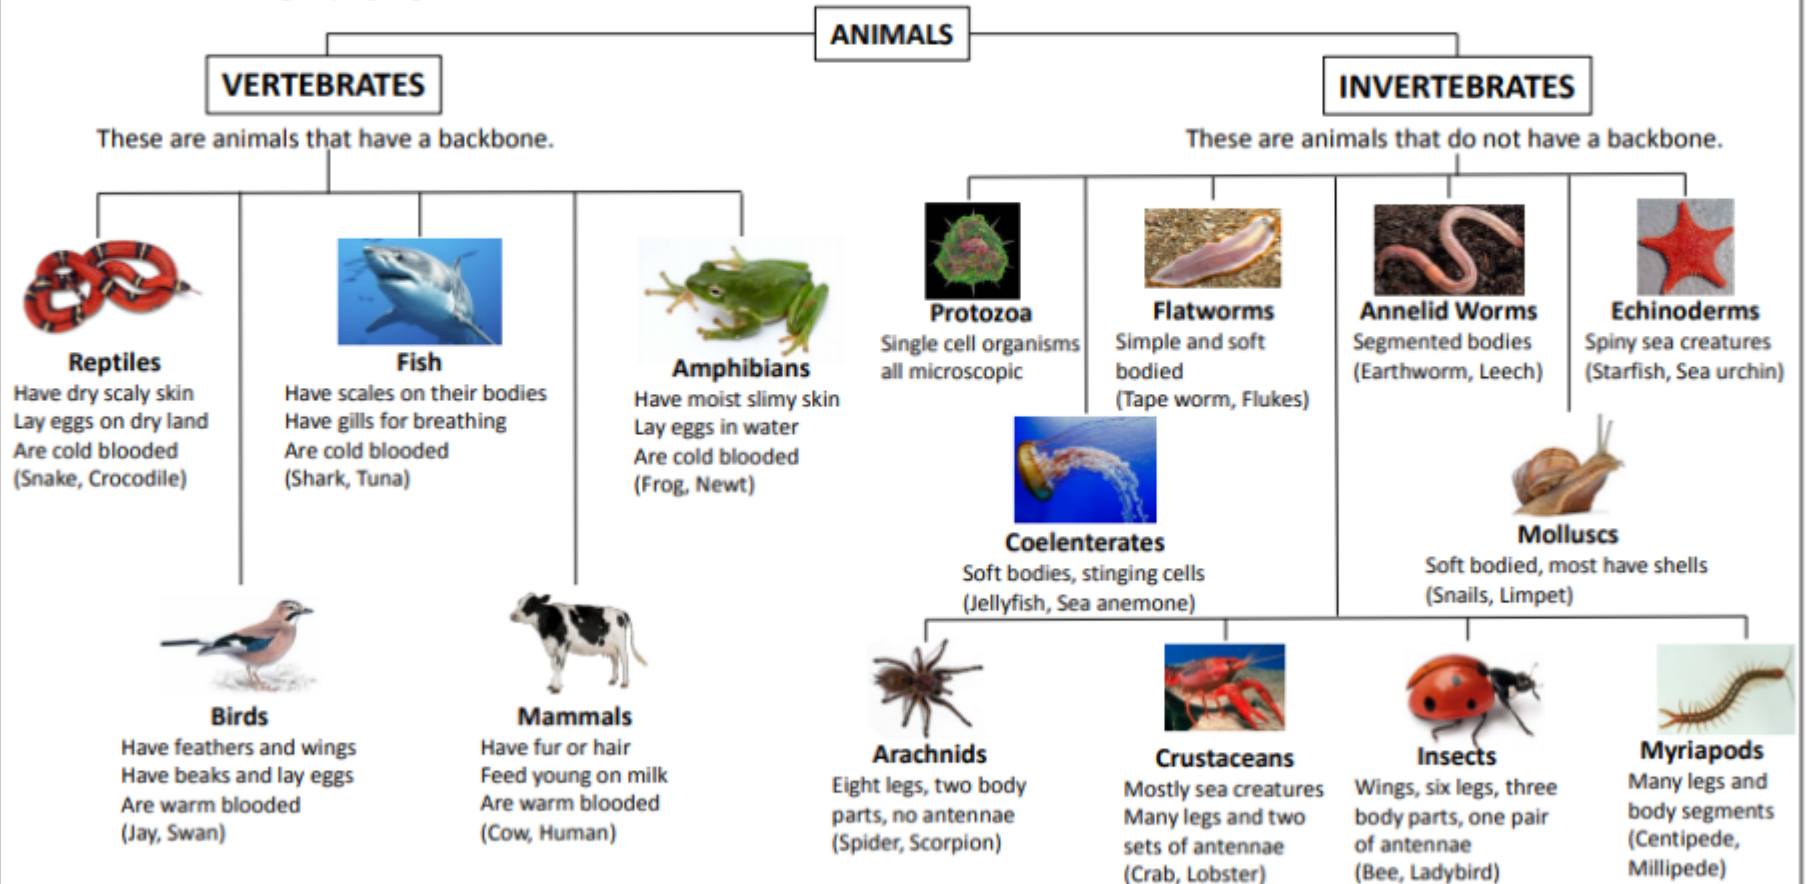 ANIMALS
VERTEBRATES
These are animals that have a backbone.
Reptiles
Have dry scaly skin
Lay eggs on dry land
Are cold blooded
(Snake, Crocodile)
Fish
Have scales on their bodies
Have gills for breathing
Are cold blooded
(Shark, Tuna)
Amphibians
Have moist slimy skin
Lay eggs in water
Are cold blooded
(Frog, Newt)
Birds
Have feathers and wings
Have beaks and lay eggs
Are warm blooded
(Jay, Swan)
Mammals
Have fur or hair
Feed young on milk
Are warm blooded
(Cow, Human)
INVERTEBRATES
These are animals that do not have a backbone.
Protozoa
Single cell organisms
all microscopic
Flatworms
Simple and soft
bodied
(Tape worm, Flukes)
Annelid Worms
Segmented bodies
(Earthworm, Leech)
Echinoderms
Spiny sea creatures
(Starfish, Sea urchin)
Coelenterates
Soft bodies, stinging cells
(Jellyfish, Sea anemone)
Molluscs
Soft bodied, most have shells
(Snails, Limpet)
Arachnids
Eight legs, two body
parts, no antennae
(Spider, Scorpion)
Crustaceans
Mostly sea creatures
Many legs and two
sets of antennae
(Crab, Lobster)
Insects
Wings, six legs, three
body parts, one pair
of antennae
(Bee, Ladybird)
Myriapods
Many legs and
body segments
(Centipede,
Millipede)